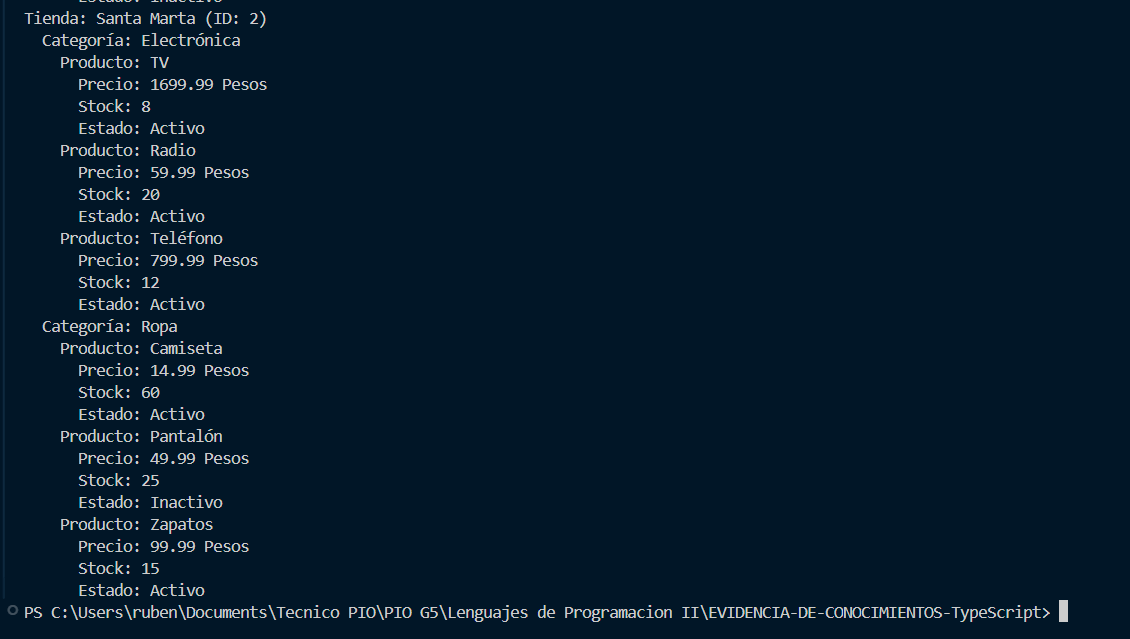 Estado: Inactivo
Tienda: Santa Marta (ID: 2)
Categoría: Electrónica
Producto: TV
Precio: 1699.99 Pesos
Stock: 8
Estado: Activo
Producto: Radio
Precio: 59.99 Pesos
Stock: 20
Estado: Activo
Producto: Teléfono
Precio: 799.99 Pesos
Stock: 12
Estado: Activo
Categoría: Ropa
Producto: Camiseta
Precio: 14.99 Pesos
Stock: 60
Estado: Activo
Producto: Pantalón
Precio: 49.99 Pesos
Stock: 25
Estado: Inactivo
Producto: Zapatos
Precio: 99.99 Pesos
Stock: 15
Estado: Activo
PS C:\Users\ruben\Documents\Tecnico PIO\PIO G5\Lenguajes de Programacion II\EVIDENCIA-DE-CONOCIMIENTOS-TypeScript>